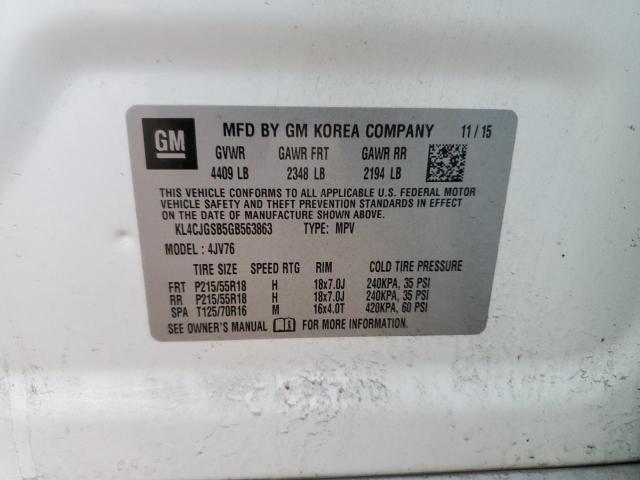 GM
MFD BY GM KOREA COMPANY 11/15
GVWR GAWR FRT GAWR RR
4409 LB 2348 LB 2194 LB
THIS VEHICLE CONFORMS TO ALL APPLICABLE U.S. FEDERAL MOTOR
VEHICLE SAFETY AND THEFT PREVENTION STANDARDS IN EFFECT ON
THE DATE OF MANUFACTURE SHOWN ABOVE.
KL4CJGSB5GB563863 TYPE: MPV
MODEL: 4JV76
TIRE SIZE SPEED RTG RIM COLD TIRE PRESSURE
FRT P215/55R18 H 18x7.0J 240KPA, 35 PSI
RR P215/55R18 H 18x7.0J 240KPA, 35 PSI
SPA T125/70R16 M 16x4.0T 420KPA, 60 PSI
SEE OWNER'S MANUAL FOR MORE INFORMATION.